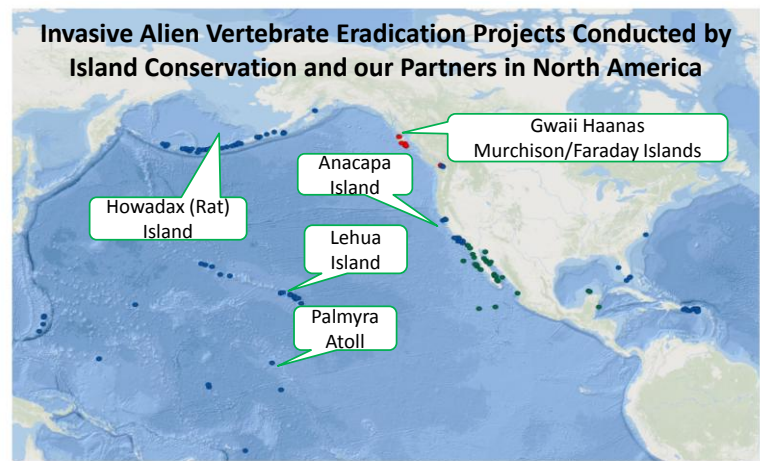 Invasive Alien Vertebrate Eradication Projects Conducted by
Island Conservation and our Partners in North America
Gwaii Haanas
Murchison/Faraday Islands
Anacapa
Island
Howadax (Rat)
Island
Lehua
Island
Palmyra
Atoll